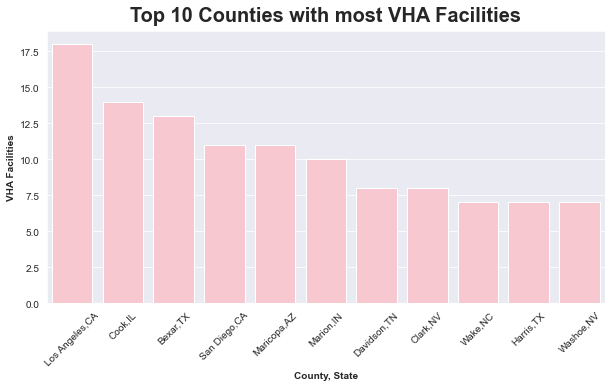 Top 10 Counties with most VHA Facilities
VHA Facilities
17.5
15.0
12.5
10.0
7.5
5.0
2.5
0.0
Los Angeles,CA
Cook,IL
Bexar,TX
San Diego,CA
Maricopa,AZ
Marion,IN
Davidson,TN
Clark,NV
Wake,NC
Harris,TX
Washoe,NV
County, State